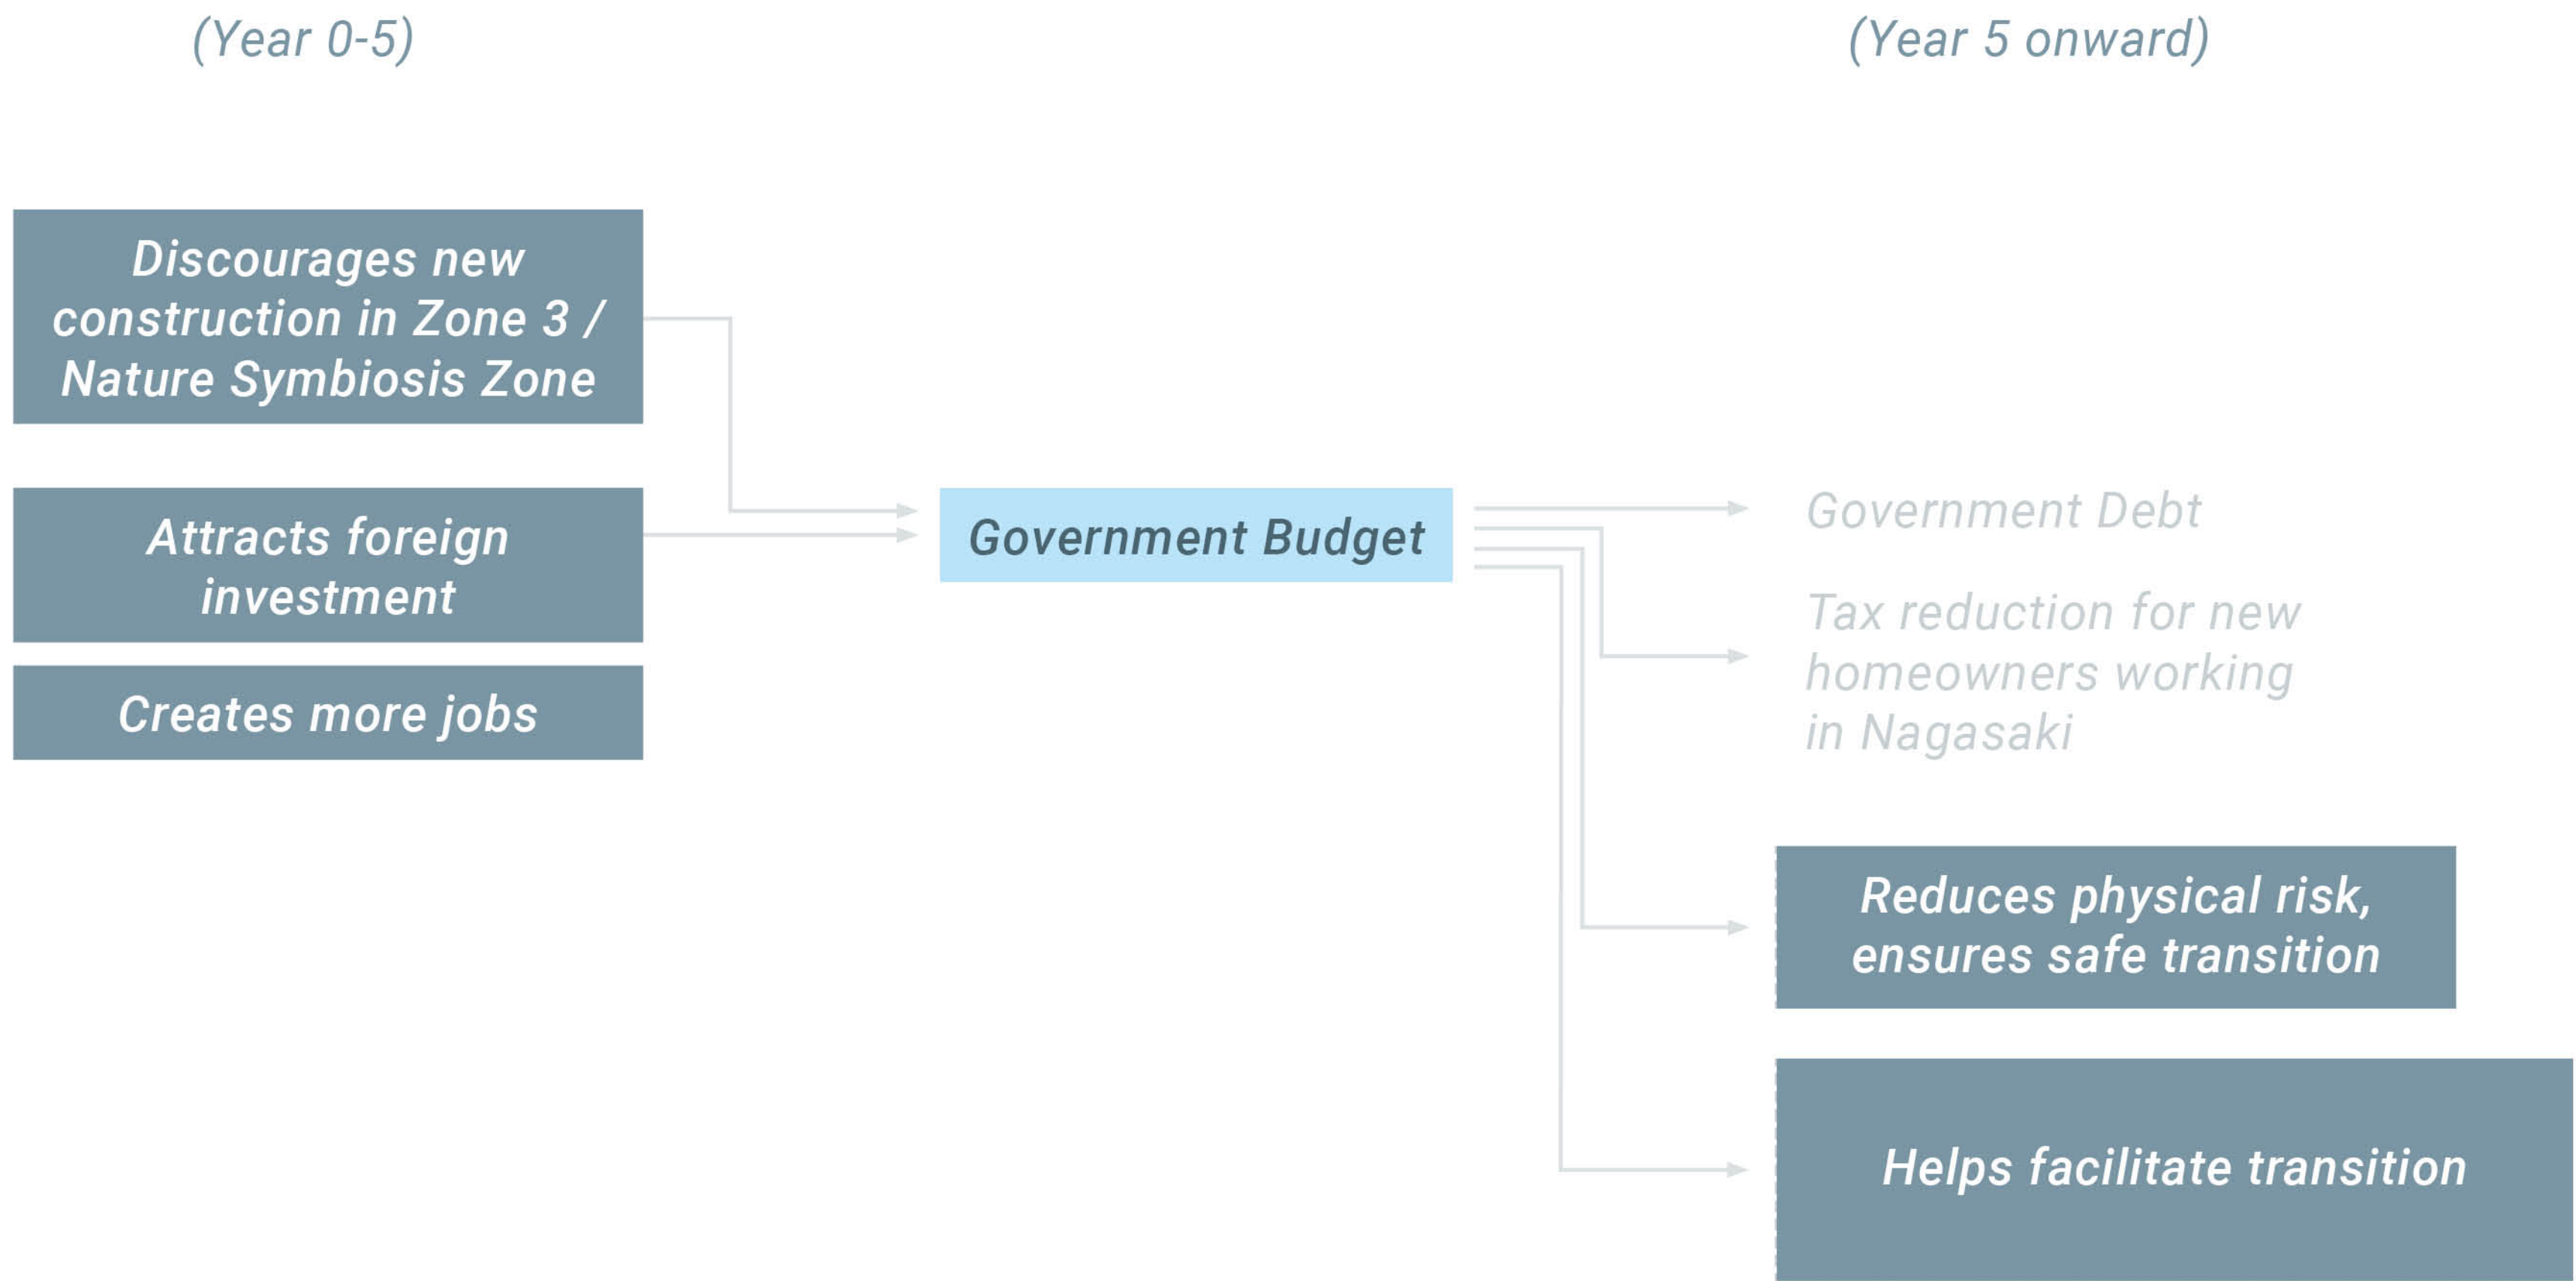 (Year 0-5)
(Year 5 onward)
Discourages new
construction in Zone 3 /
Nature Symbiosis Zone
Attracts foreign
investment
Creates more jobs
Government Budget
Government Debt
Tax reduction for new
homeowners working
in Nagasaki
Reduces physical risk,
ensures safe transition
Helps facilitate transition